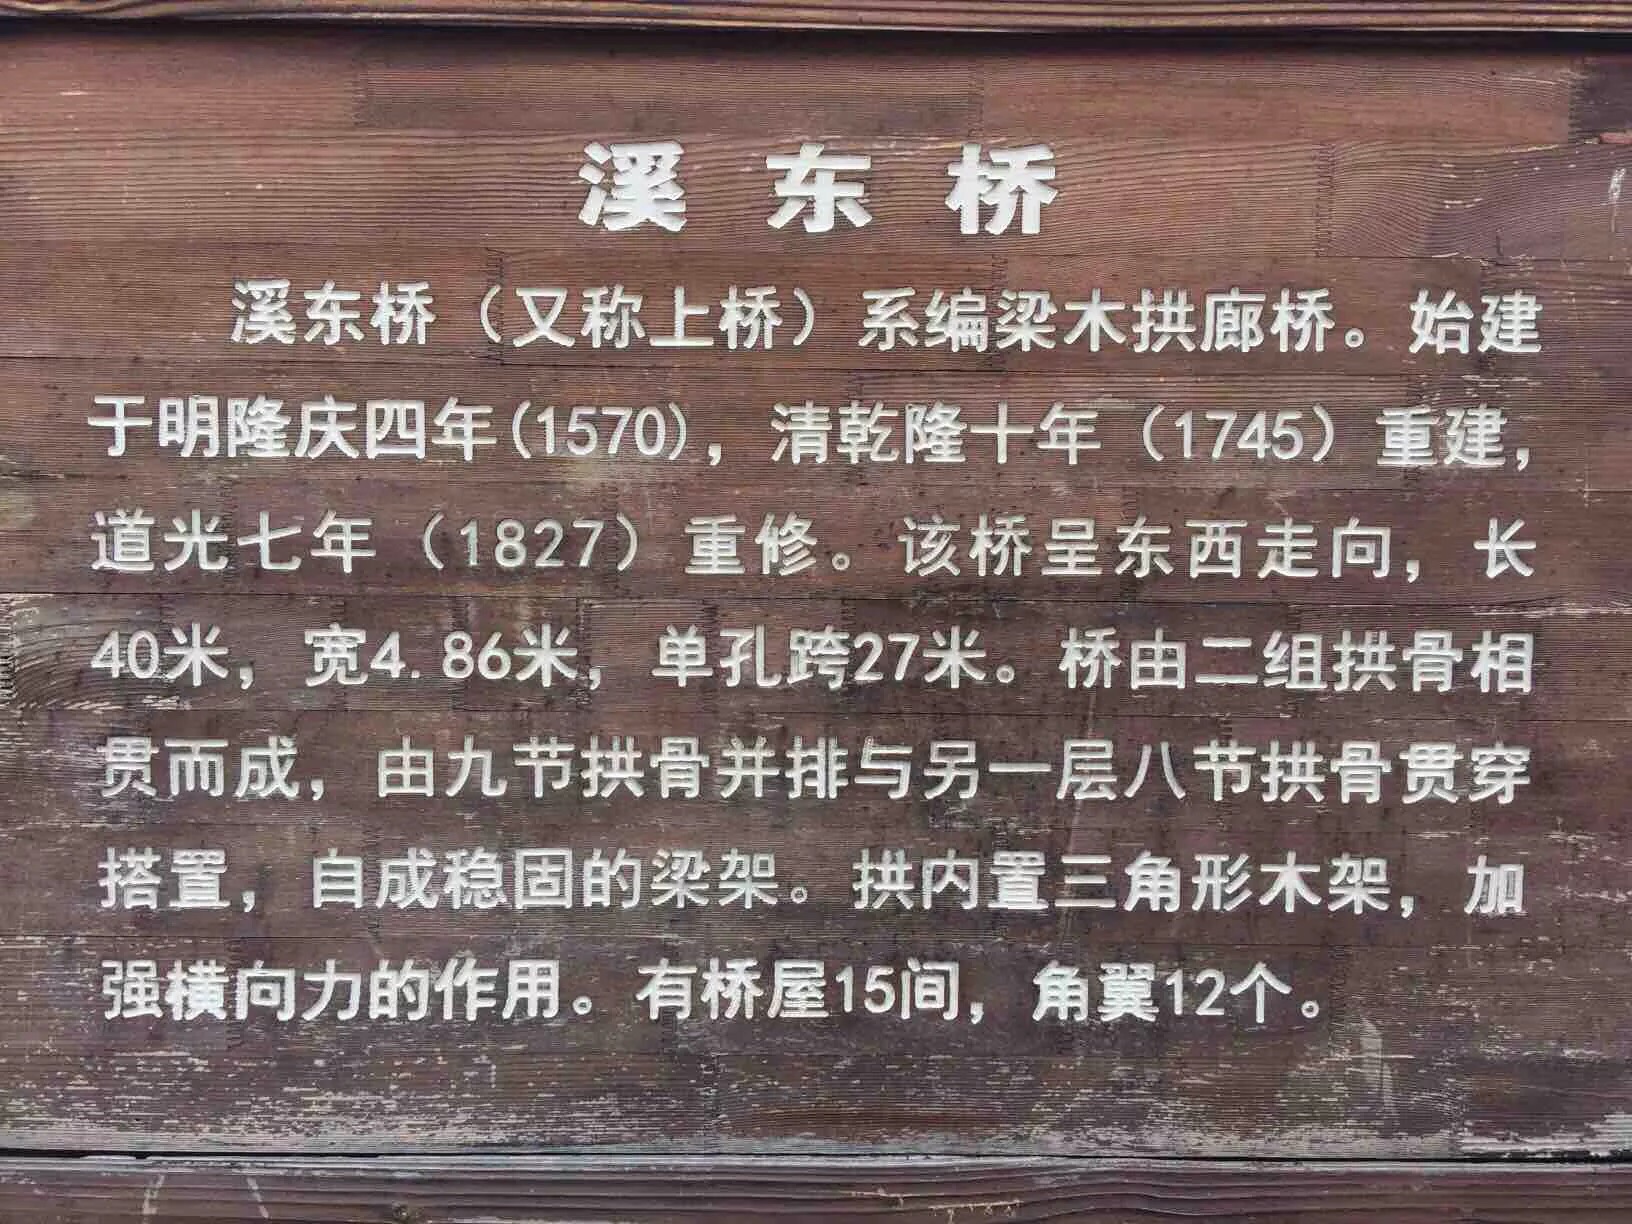 溪东桥
溪东桥（又称上桥）系编梁木拱廊桥。始建
于明隆庆四年(1570)，清乾隆十年（1745）重建，
道光七年（1827）重修。该桥呈东西走向，长
40米，宽4.86米，单孔跨27米。桥由二组拱骨相
贯而成，由九节拱骨并排与另一层八节拱骨贯穿
搭置，自成稳固的梁架。拱内置三角形木架，加
强横向力的作用。有桥屋15间，角翼12个。